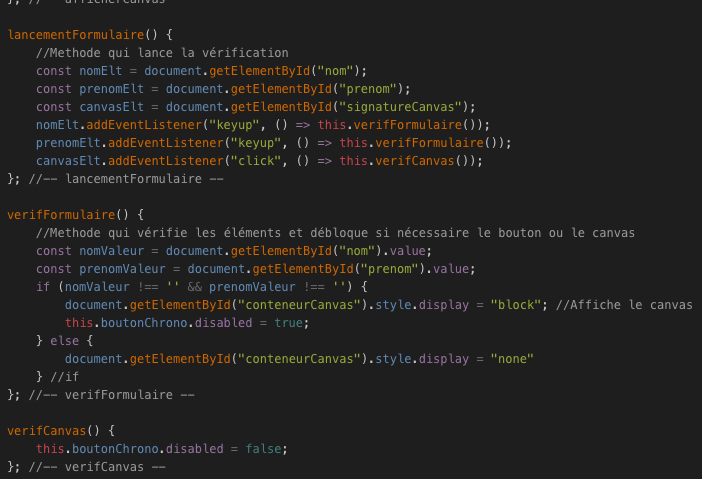 }; //-- afficherCanvas --
lancementFormulaire() {
    //Methode qui lance la vérification
    const nomElt = document.getElementById("nom");
    const prenomElt = document.getElementById("prenom");
    const canvasElt = document.getElementById("signatureCanvas");
    nomElt.addEventListener("keyup", () => this.verifFormulaire());
    prenomElt.addEventListener("keyup", () => this.verifFormulaire());
    canvasElt.addEventListener("click", () => this.verifCanvas());
}; //-- lancementFormulaire --
verifFormulaire() {
    //Methode qui vérifie les éléments et débloque si nécessaire le bouton ou le canvas
    const nomValeur = document.getElementById("nom").value;
    const prenomValeur = document.getElementById("prenom").value;
    if (nomValeur !== '' && prenomValeur !== '') {
        document.getElementById("conteneurCanvas").style.display = "block"; //Affiche le canvas
        this.boutonChrono.disabled = true;
    } else {
        document.getElementById("conteneurCanvas").style.display = "none"
    } //if
}; //-- verifFormulaire --
verifCanvas() {
    this.boutonChrono.disabled = false;
}; //-- verifCanvas --